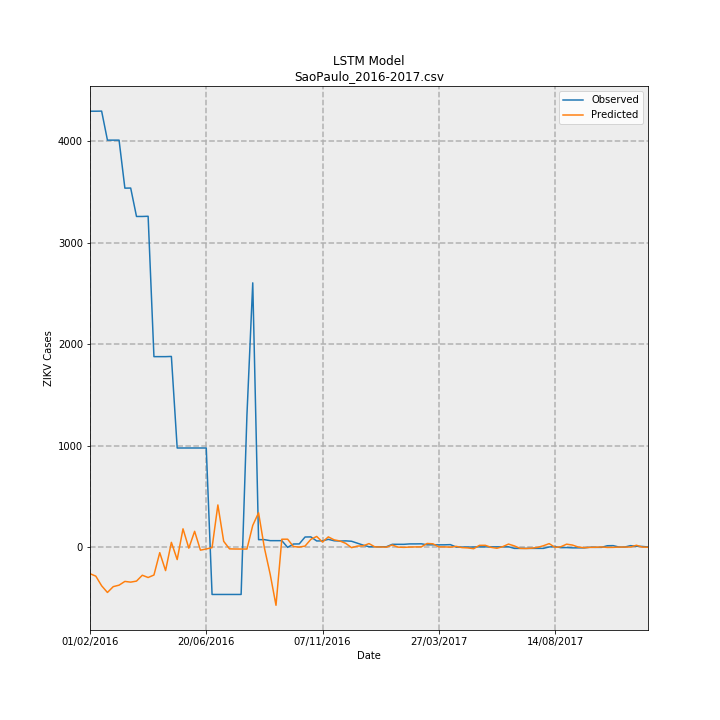 LSTM Model
SaoPaulo_2016-2017.csv
Observed
Predicted
ZIKV Cases
4000
3000
2000
1000
0
01/02/2016
20/06/2016
07/11/2016
27/03/2017
14/08/2017
Date